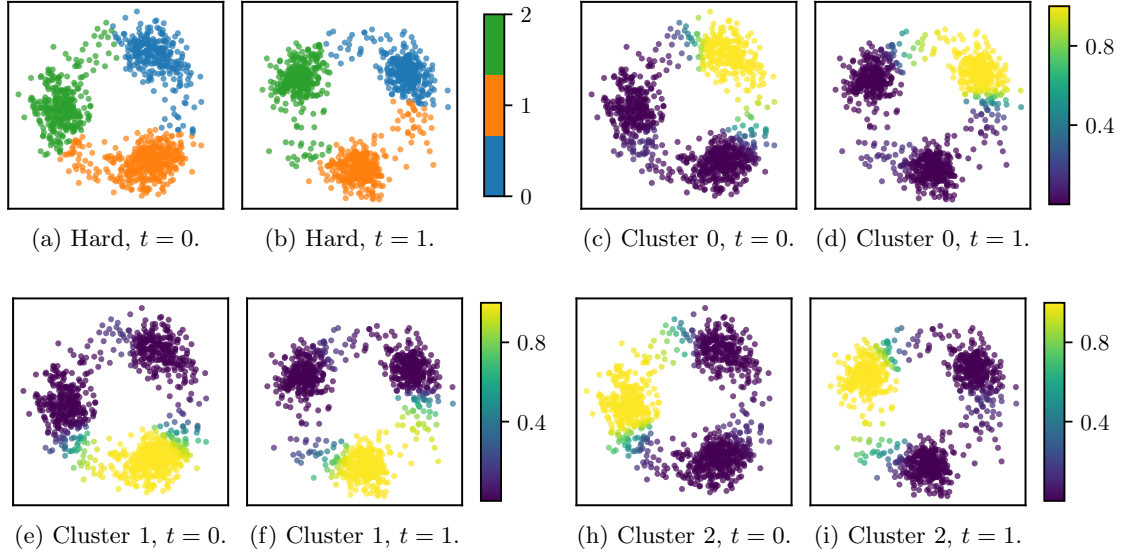 2
1
0
0.8
0.4
(a) Hard, t = 0.
(b) Hard, t = 1.
(c) Cluster 0, t = 0.
(d) Cluster 0, t = 1.
0.8
0.4
0.8
0.4
(e) Cluster 1, t = 0.
(f) Cluster 1, t = 1.
(h) Cluster 2, t = 0.
(i) Cluster 2, t = 1.